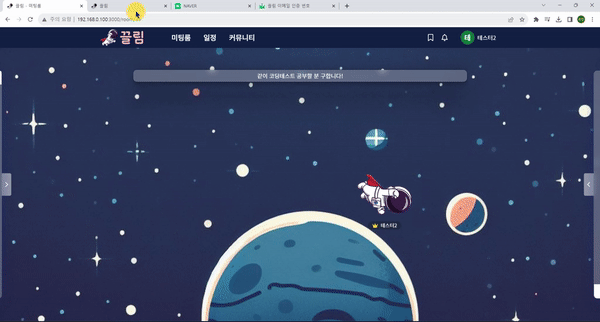 끌림 - 미팅룸
끌림
NAVER
끌림 이메일 인증 번호
주의 요함
192.168.0.100:3000/
끌림
미팅룸
일정
커뮤니티
테
테스터2
같이 코딩테스트 공부할 분 구합니다!
테스터2